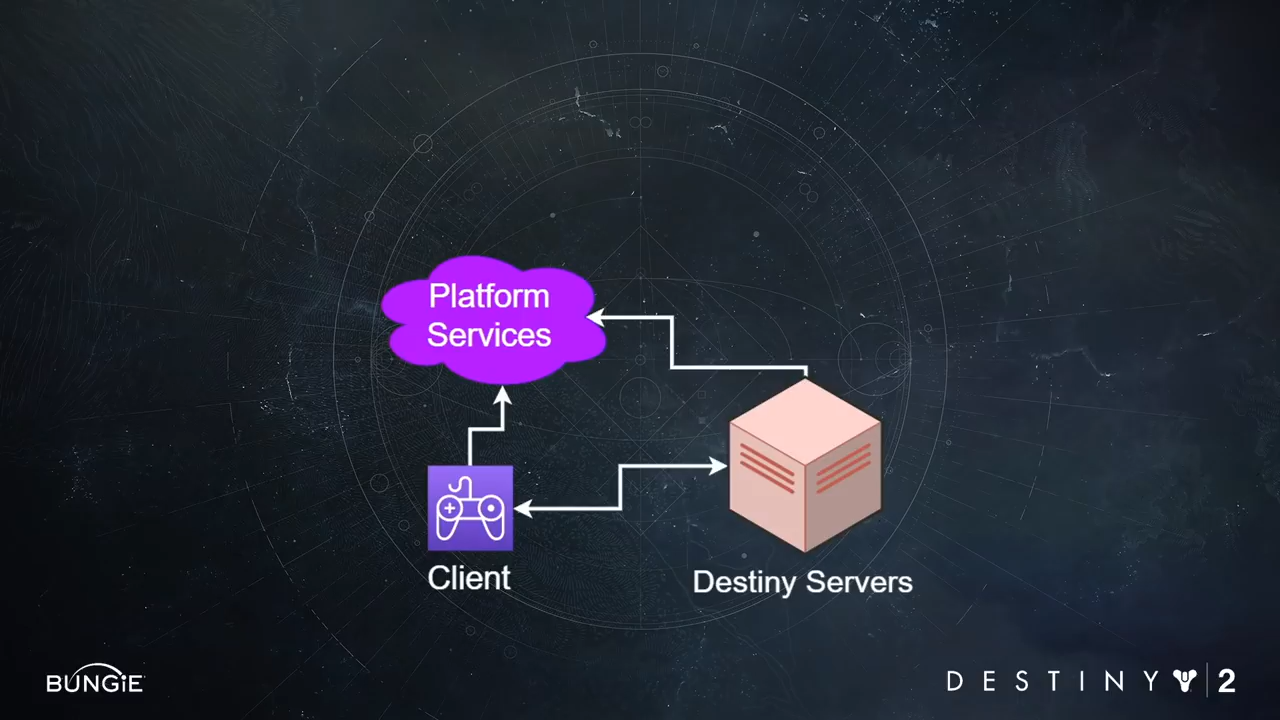 Platform
Services
Client
Destiny Servers
BUNGiE
DESTINY 2